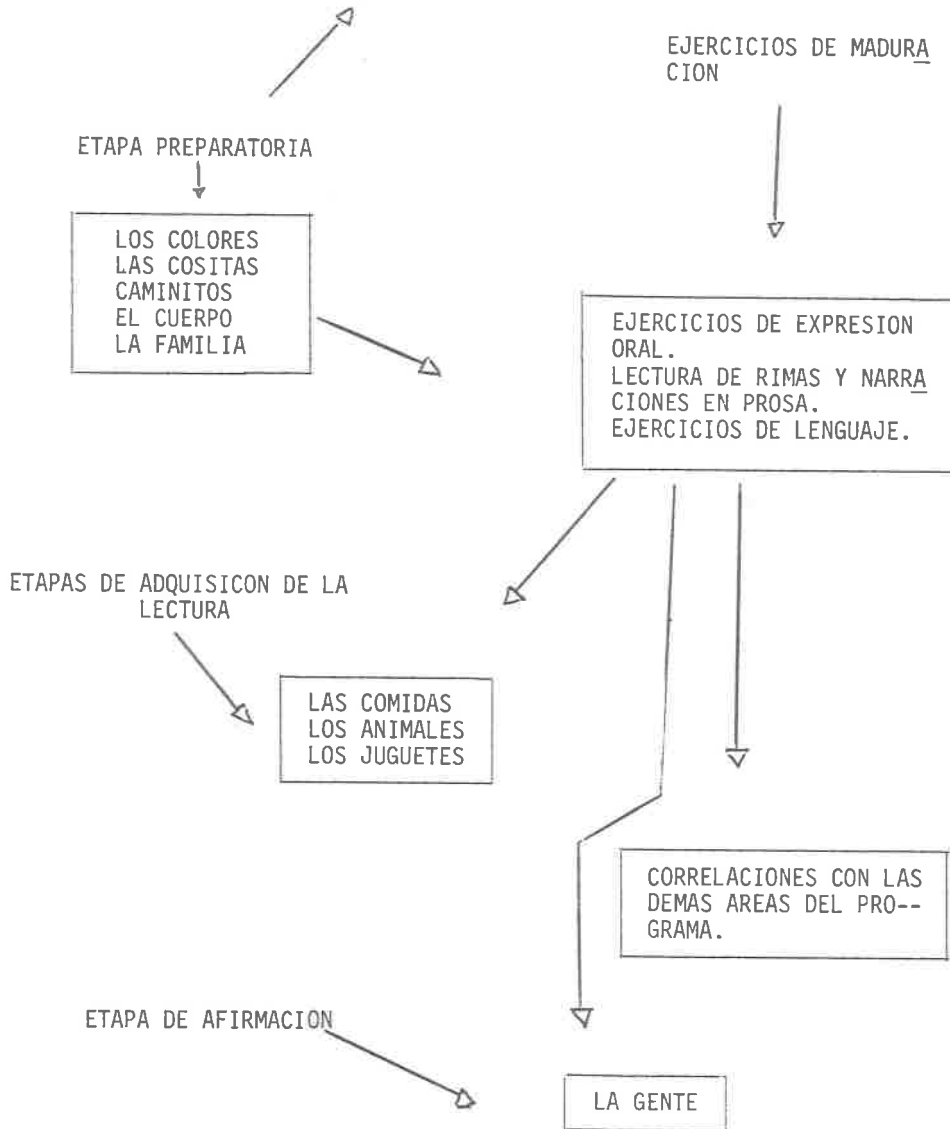 EJERCICIOS DE MADURA
CION
ETAPA PREPARATORIA
LOS COLORES
LAS COSITAS
CAMINITOS
EL CUERPO
LA FAMILIA
EJERCICIOS DE EXPRESION
ORAL.
LECTURA DE RIMAS Y NARRA
CIONES EN PROSA.
EJERCICIOS DE LENGUAJE.
ETAPAS DE ADQUISICON DE LA
LECTURA
LAS COMIDAS
LOS ANIMALES
LOS JUGUETES
CORRELACIONES CON LAS
DEMAS AREAS DEL PRO--
GRAMA.
ETAPA DE AFIRMACION
LA GENTE